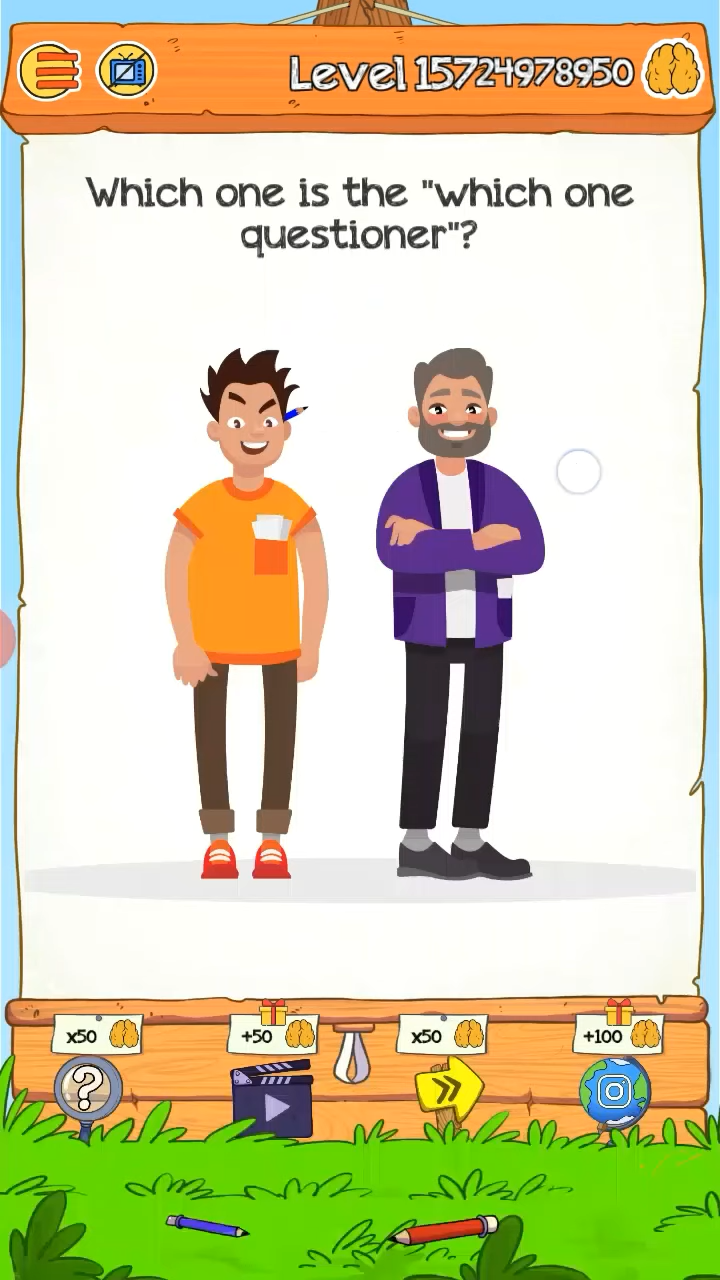 Level 15724978950
Which one is the "which one
questioner"?
x50
+50
x50
+100
?